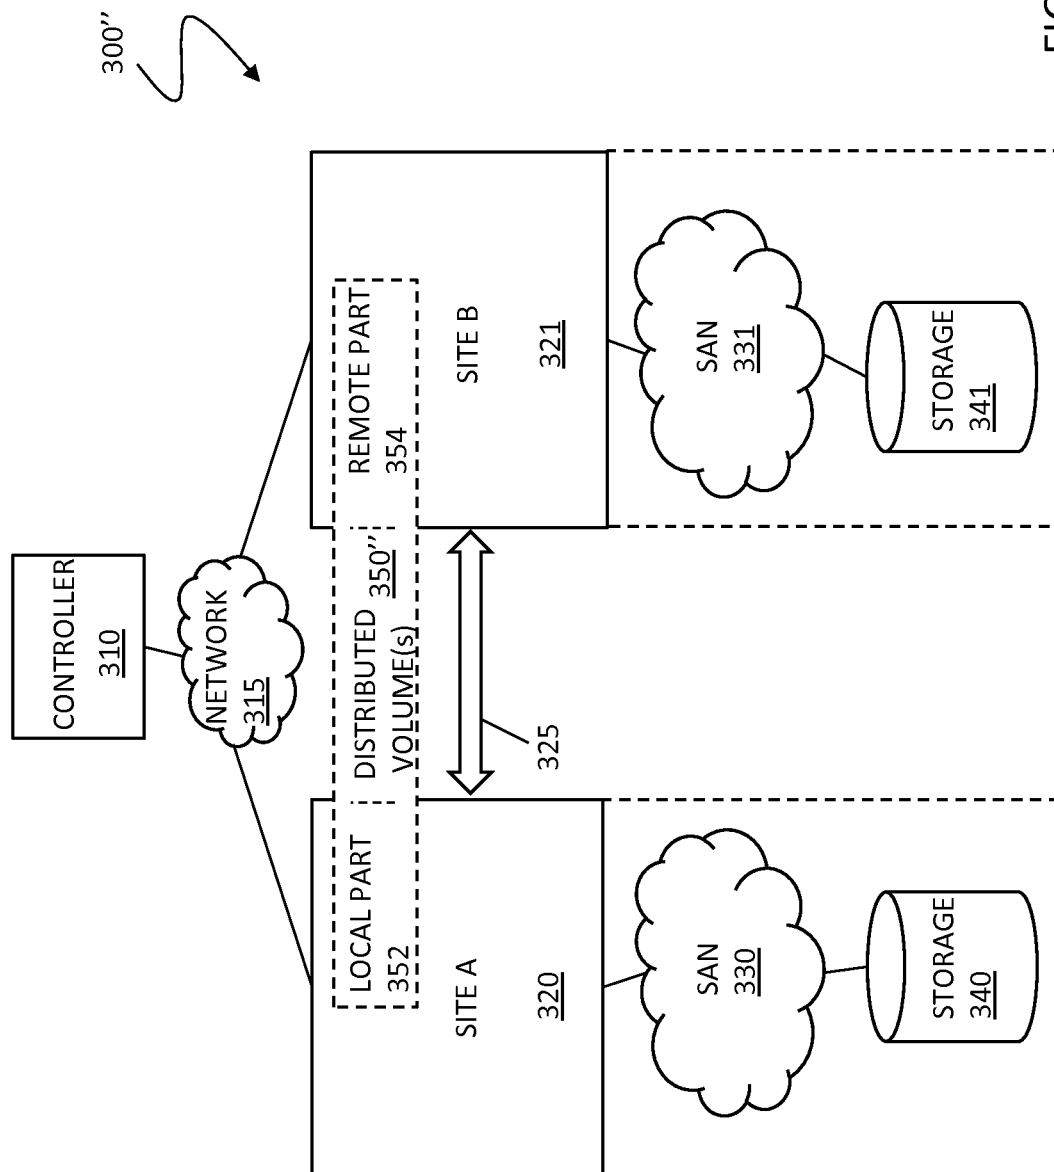 CONTROLLER
310
300''
NETWORK
315
LOCAL PART
352
DISTRIBUTED
VOLUME(s)
350''
REMOTE PART
354
SITE A
320
325
SITE B
321
SAN
330
SAN
331
STORAGE
340
STORAGE
341